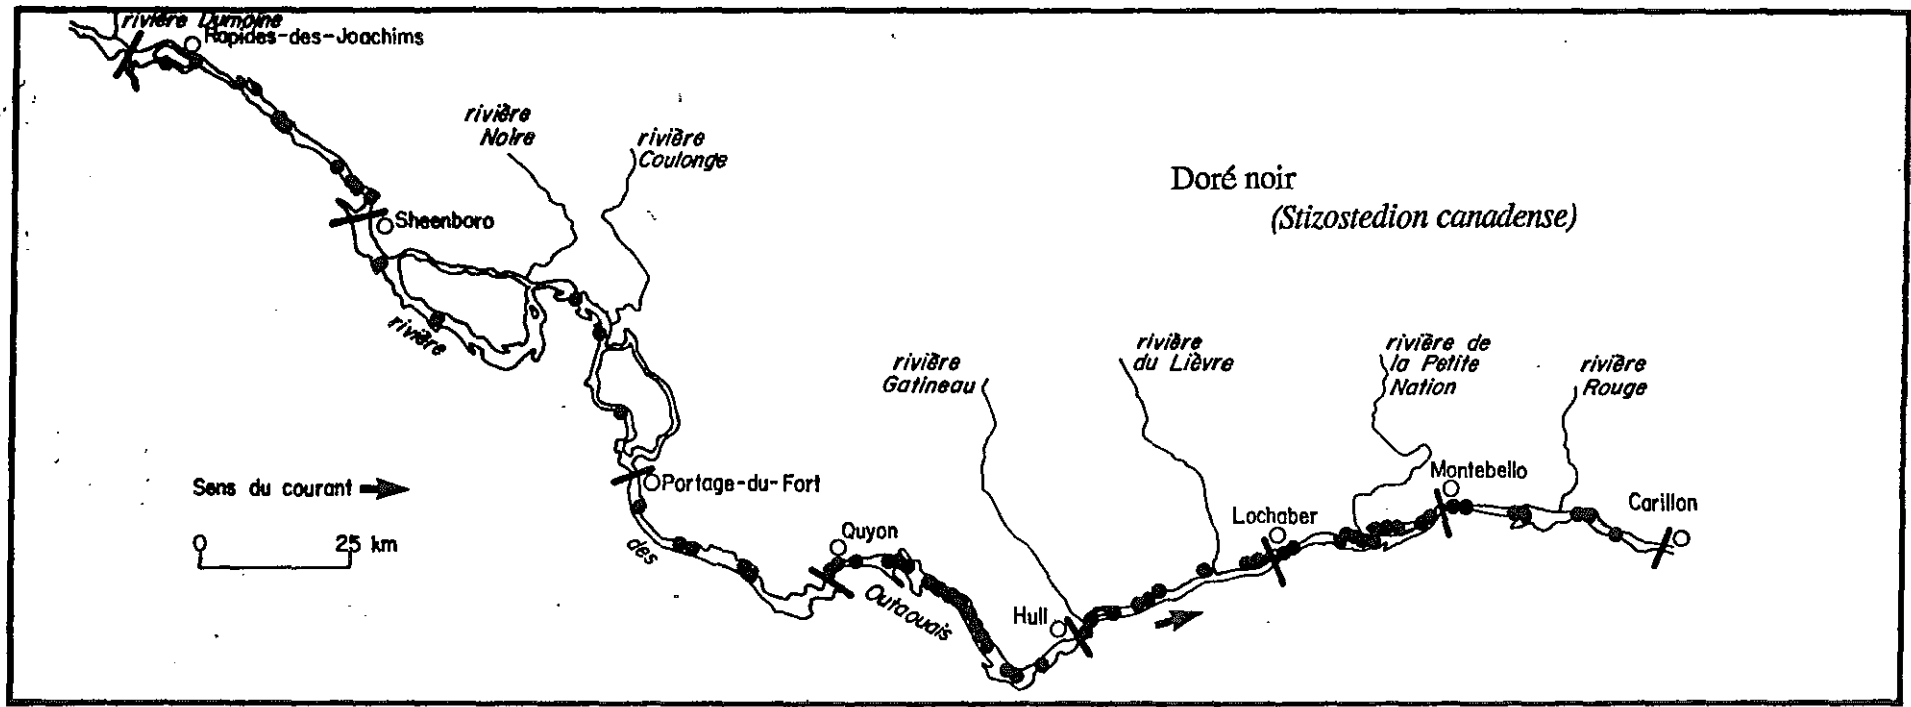 rivière Dumoine
Rapides-des-Joachims
rivière
Noire
rivière
Coulonge
Doré noir
(Stizostedion canadense)
Sheenboro
rivière
rivière
Gatineau
rivière
du Lièvre
rivière de
la Petite
Nation
rivière
Rouge
Sens du courant
Portage-du-Fort
Montebello
Carillon
Lochaber
Quyon
0 25 km
des
Outaouais
Hull